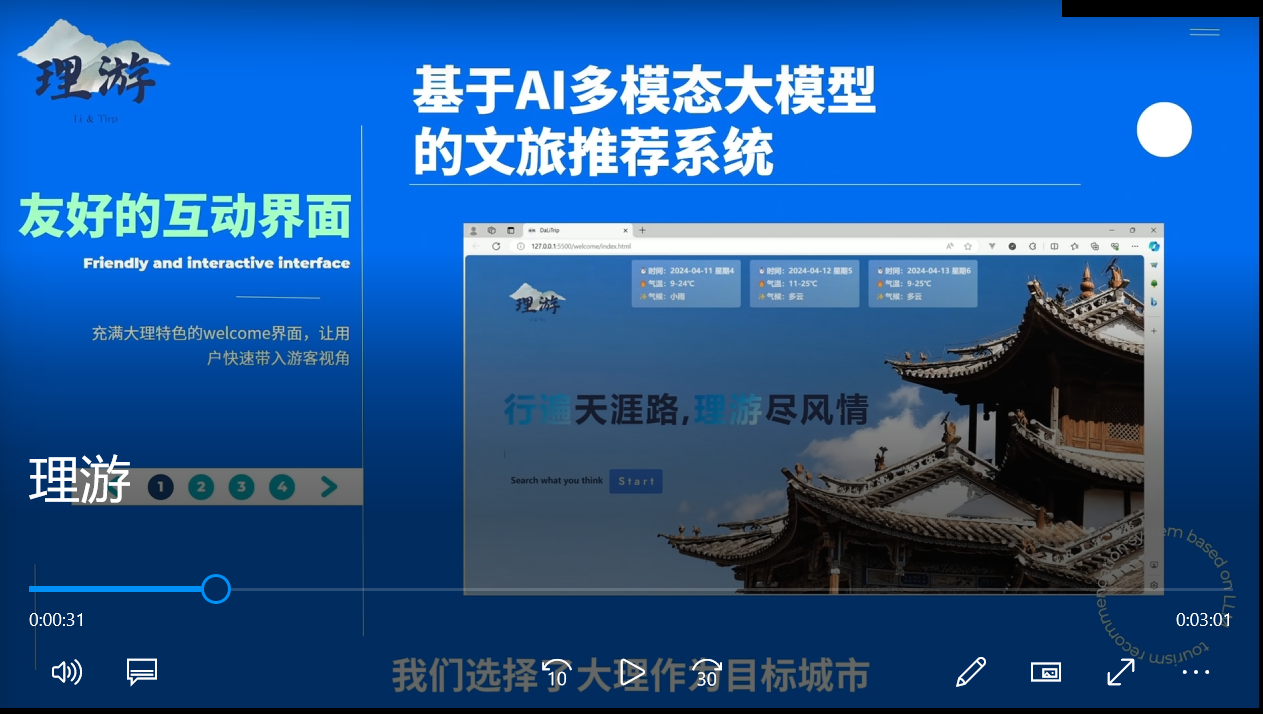 理游
Li & Trip
基于AI多模态大模型
的文旅推荐系统
友好的互动界面
Friendly and interactive interface
充满大理特色的welcome界面，让用
户快速带入游客视角
理游
1 2 3 4
DaLiTrip
127.0.0.1:5500/welcome/index.html
时间：2024-04-11 星期4
气温：9-24℃
气候：小雨
时间：2024-04-12 星期5
气温：11-25℃
气候：多云
时间：2024-04-13 星期6
气温：9-25℃
气候：多云
理游
行遍天涯路,理游尽风情
Search what you think
Start
tourism recommendation system based on LLM
0:00:31
0:03:01
我们选择了大理作为目标城市
10
30